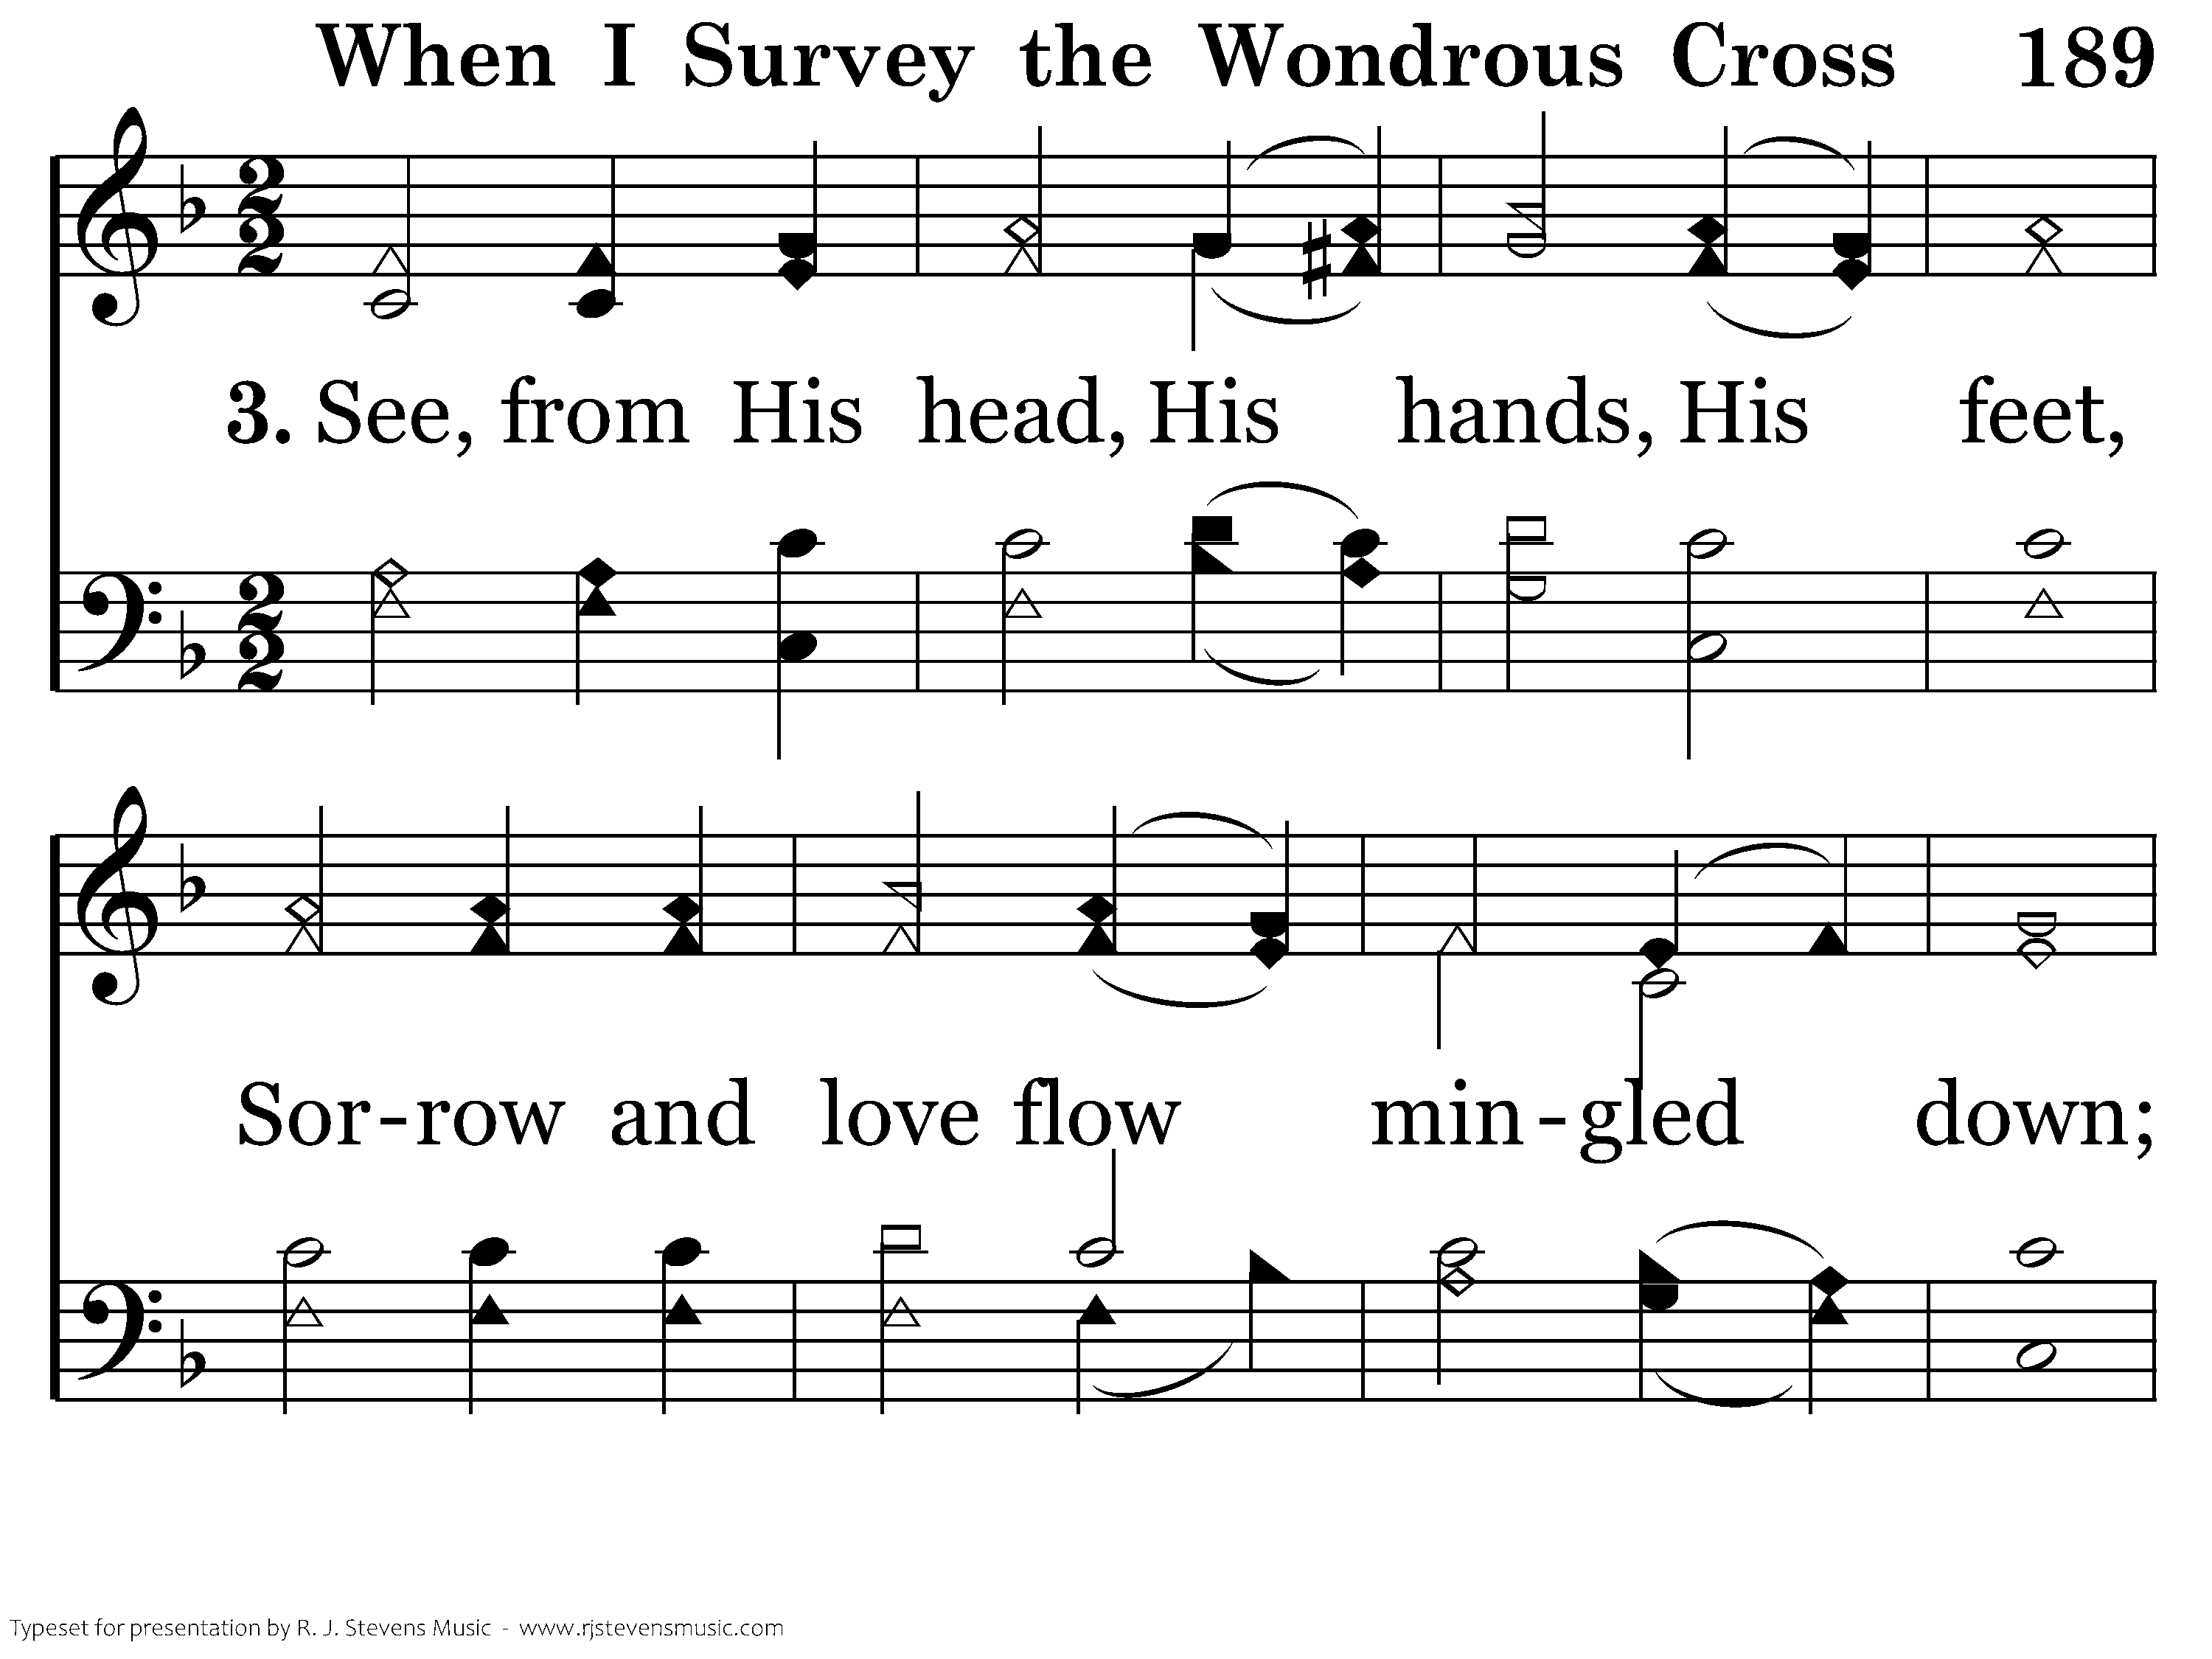 When I Survey the Wondrous Cross 189
3. See, from His head, His hands, His feet,
Sor-row and love flow min-gled down;
Typeset for presentation by R. J. Stevens Music - www.rjstevensmusic.com